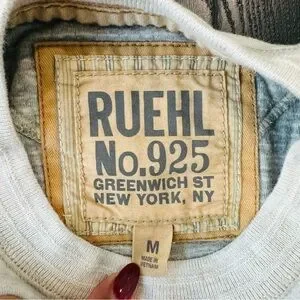 RUEHL
No.925
GREENWICH ST
NEW YORK, NY
M
MADE IN
VIETNAM